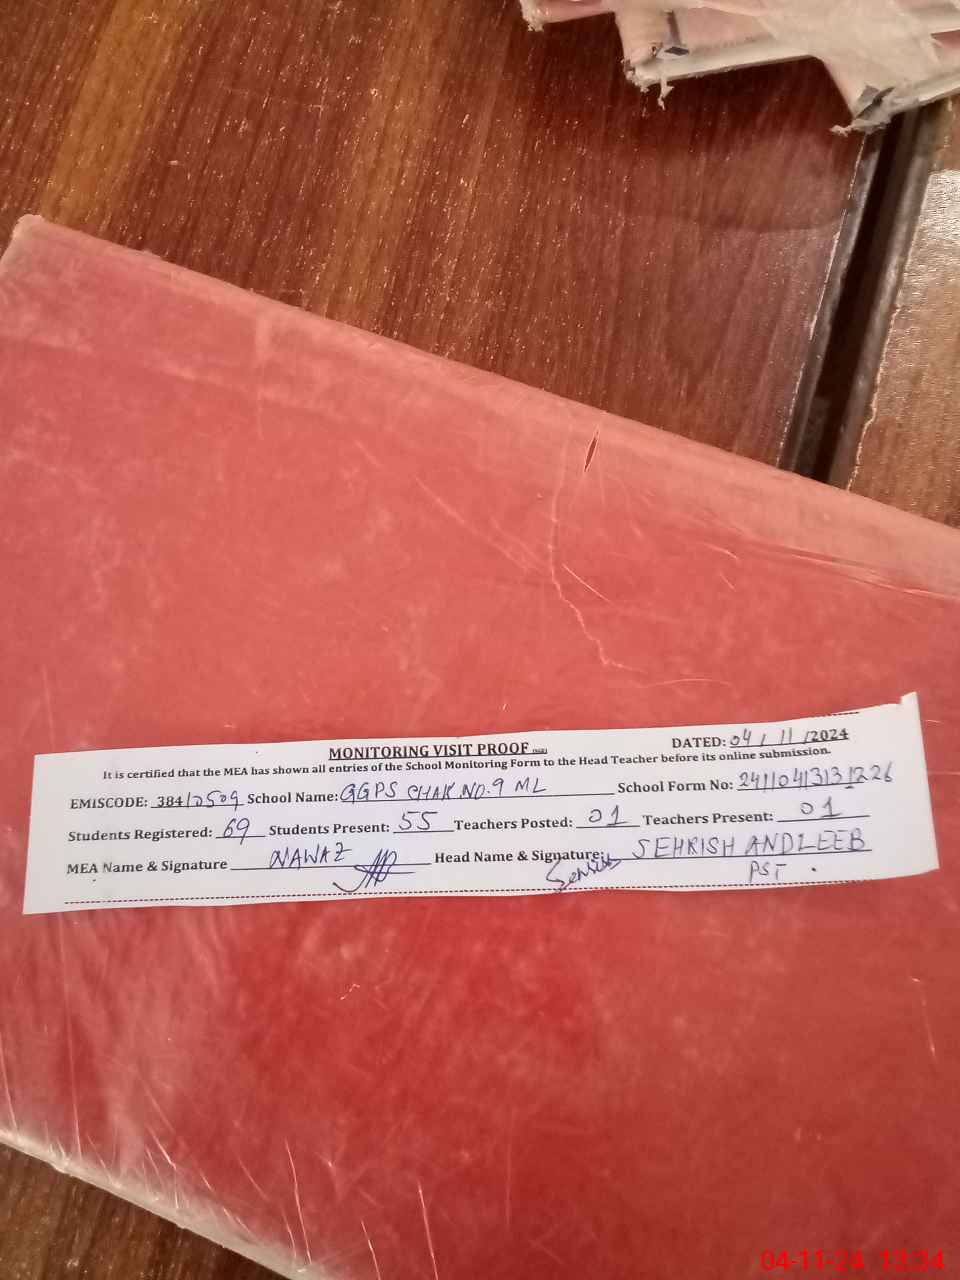 MONITORING VISIT PROOF
DATED: 04 / 11 /2024
It is certified that the MEA has shown all entries of the School Monitoring Form to the Head Teacher before its online submission.
EMISCODE: 384/0509 School Name: GGPS CHAK NO. 9 ML School Form No: 24110413131226
Students Registered: 69 Students Present: 55 Teachers Posted: 01 Teachers Present: 01
MEA Name & Signature NAWAZ Head Name & Signature: SEHRISH ANDLEEB
PST
04-11-24 13:34